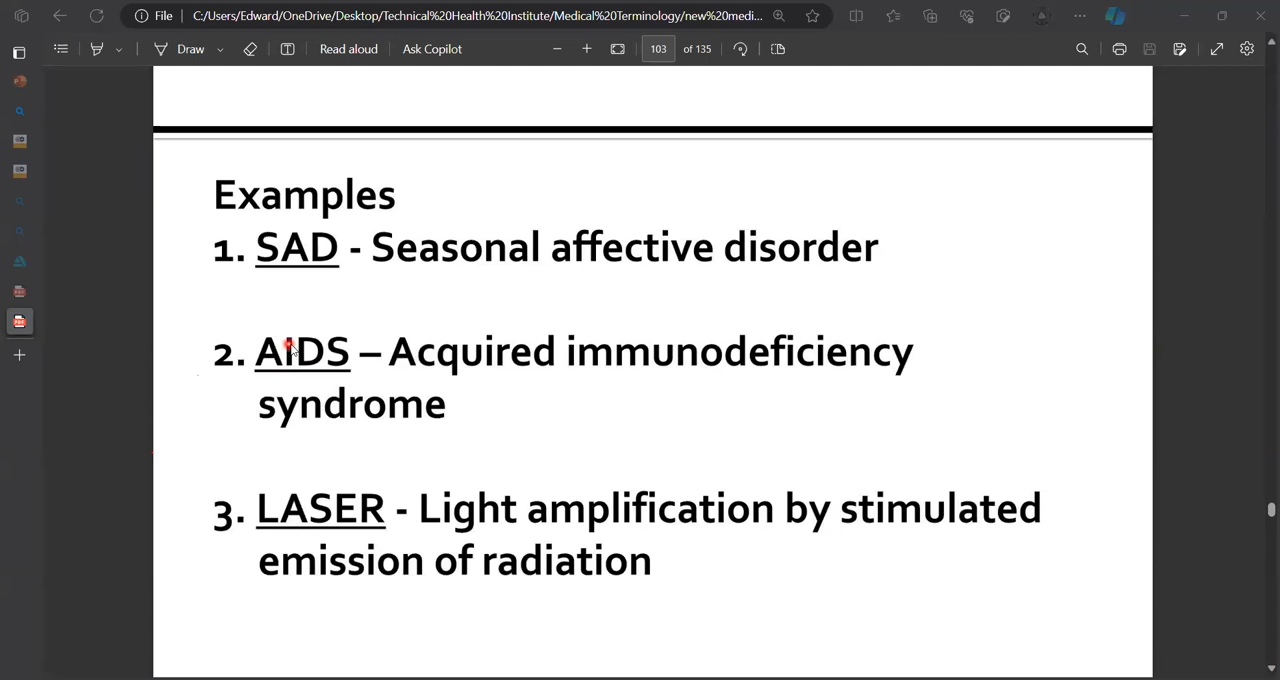 File
C:/Users/Edward/OneDrive/Desktop/Technical%20Health%20Institute/Medical%20Terminology/new%20medi...
Draw
Read aloud
Ask Copilot
103 of 135
Examples
1. SAD - Seasonal affective disorder
2. AIDS – Acquired immunodeficiency
syndrome
3. LASER - Light amplification by stimulated
emission of radiation